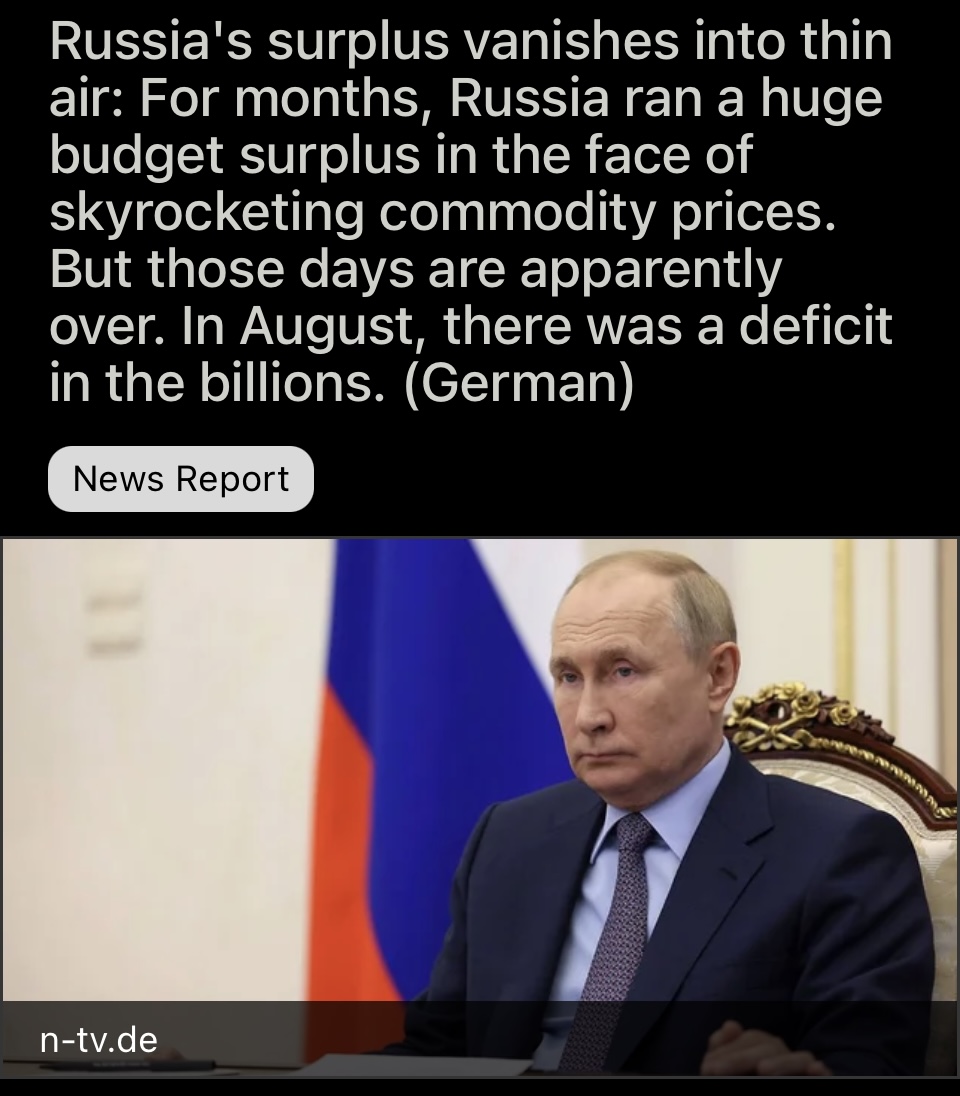 Russia's surplus vanishes into thin
air: For months, Russia ran a huge
budget surplus in the face of
skyrocketing commodity prices.
But those days are apparently
over. In August, there was a deficit
in the billions. (German)
News Report
n-tv.de